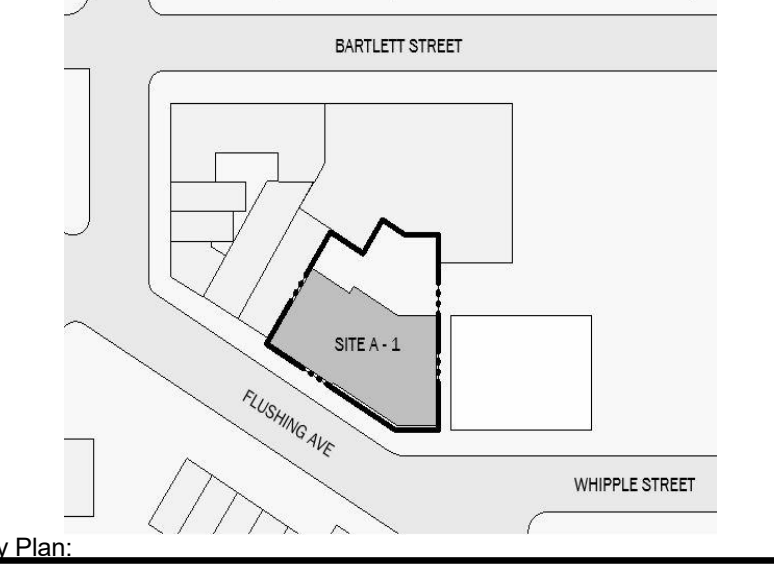 BARTLETT STREET
SITE A - 1
FLUSHING AVE
WHIPPLE STREET
y Plan: